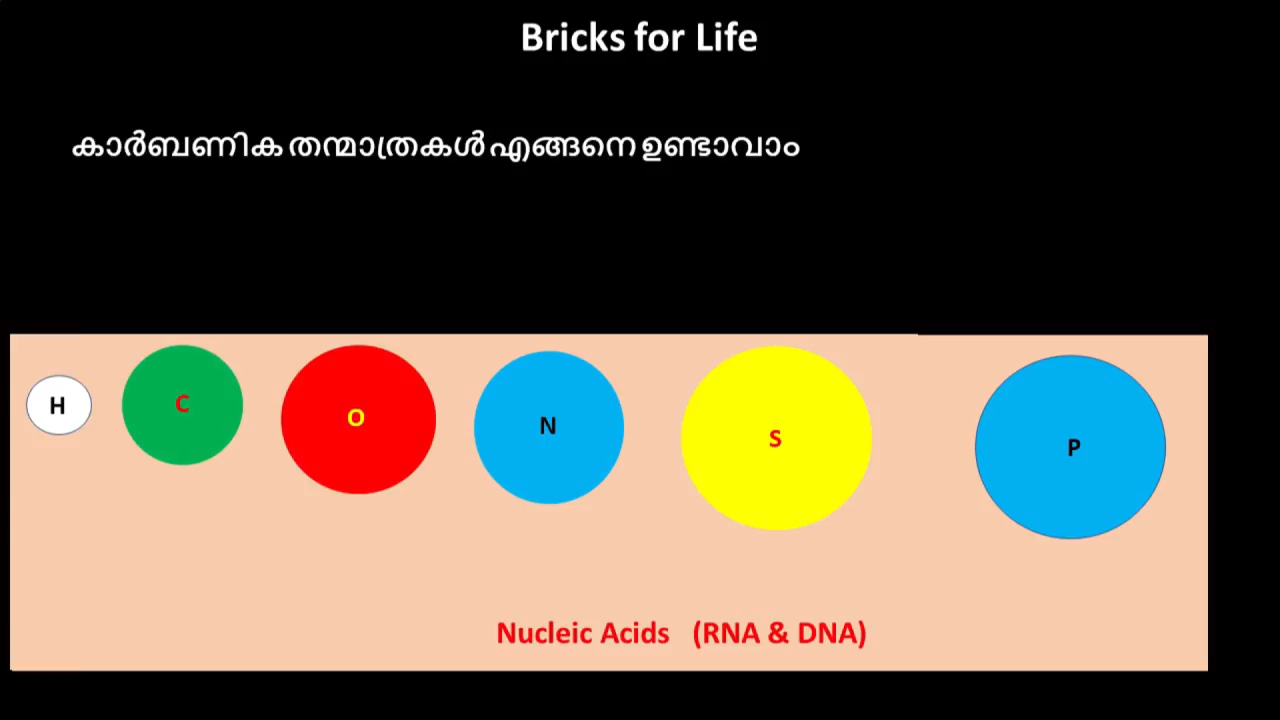 Bricks for Life
കാർബണിക തന്മാത്രകൾ എങ്ങനെ ഉണ്ടാവാം
H C O N S P
Nucleic Acids (RNA & DNA)